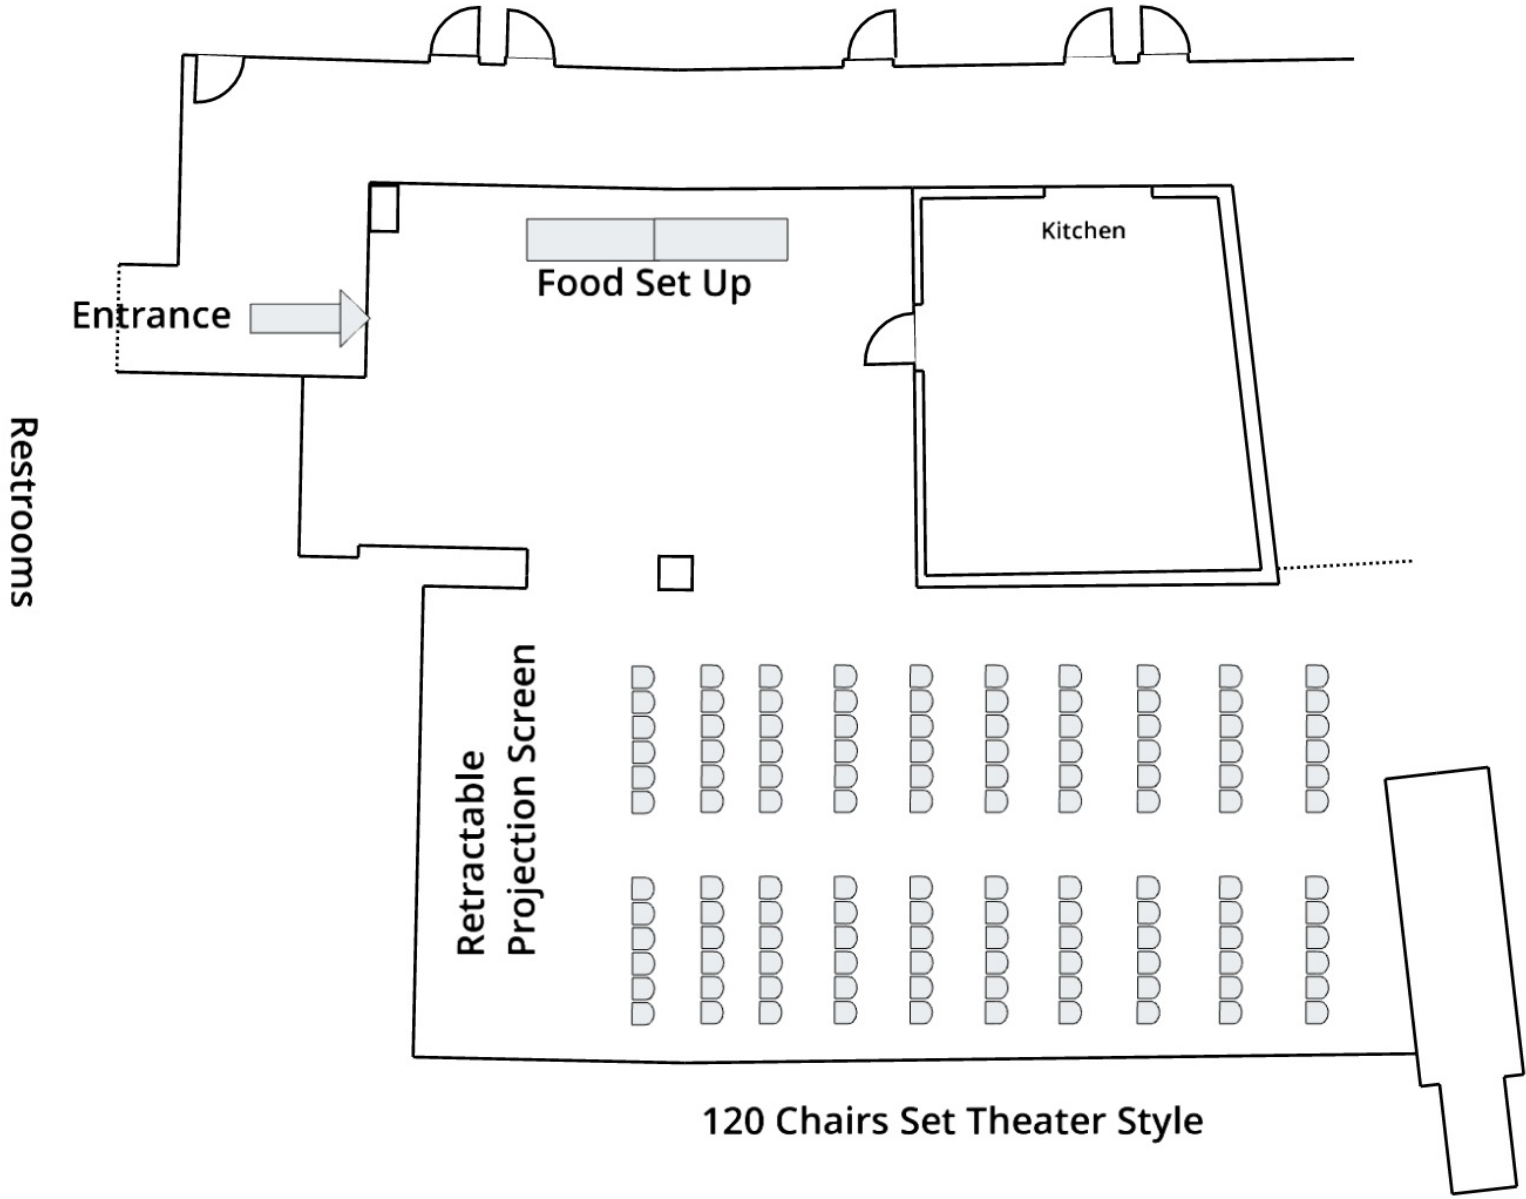 Kitchen
Food Set Up
Entrance
Restrooms
Retractable
Projection Screen
120 Chairs Set Theater Style